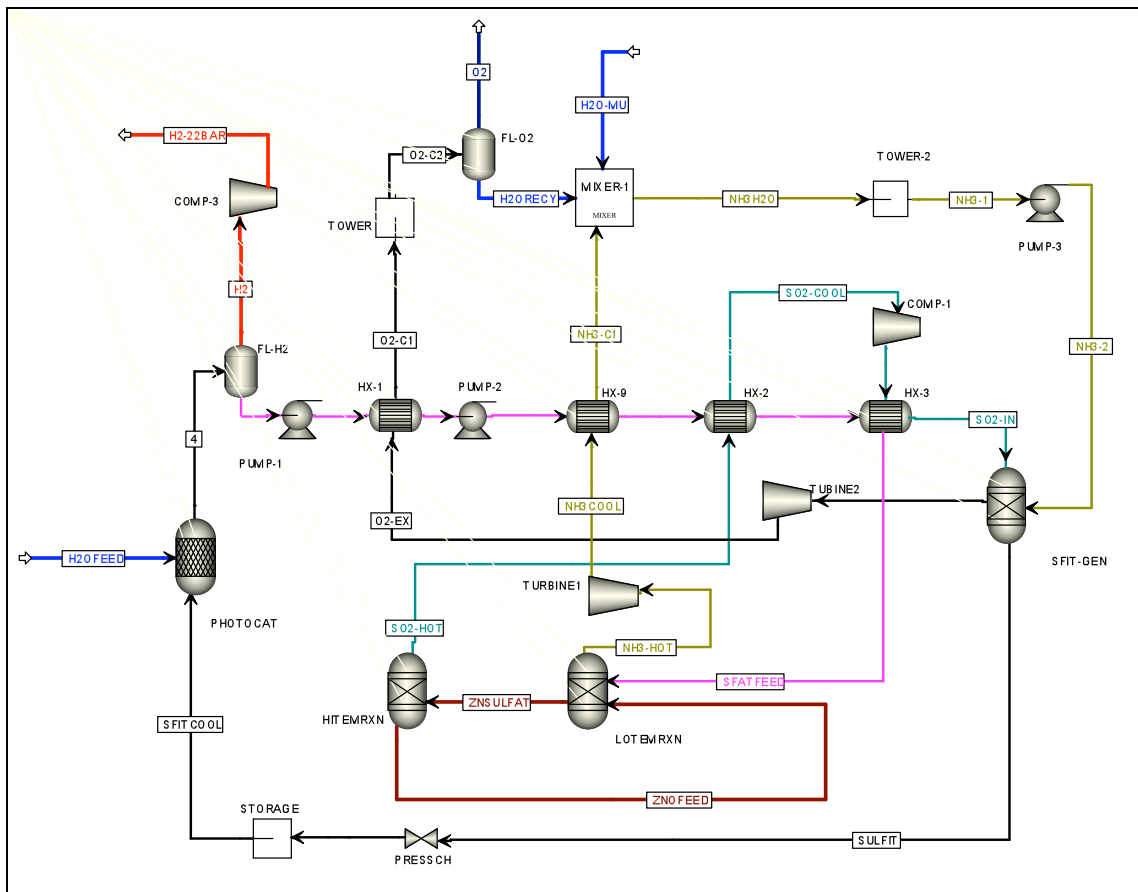 O2
H2O-MU
FL-O2
H2-22BAR
O2-C2
TOWER-2
MIXER-1
COMP-3
H2ORECY
NH3H2O
NH3-1
MIXER
TOWER
PUMP-3
H2
SO2-COOL
COMP-1
O2-C1
NH3-C1
NH3-2
FL-H2
HX-1
PUMP-2
HX-9
HX-2
HX-3
SO2-IN
4
PUMP-1
TUBINE2
NH3COOL
O2-EX
H2OFEED
SFIT-GEN
TURBINE1
PHOTOCAT
SO2-HOT
NH3-HOT
SFATFEED
ZNSULFAT
HITEMRXN
SFITCOOL
LOTEMRXN
ZNOFEED
STORAGE
SULFIT
PRESSCH